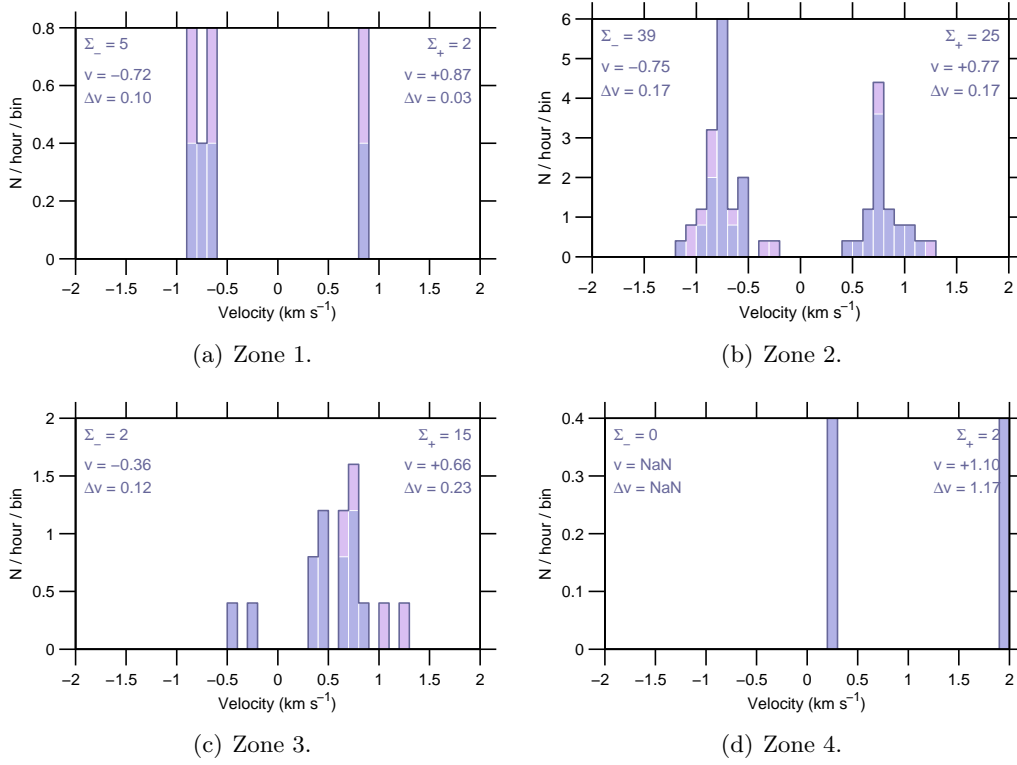 0.8
0.6
0.4
0.2
0
N / hour / bin
Σ₋ = 5
v = −0.72
Δv = 0.10
Σ₊ = 2
v = +0.87
Δv = 0.03
−2 −1.5 −1 −0.5 0 0.5 1 1.5 2
Velocity (km s⁻¹)
(a) Zone 1.
6
5
4
3
2
1
0
N / hour / bin
Σ₋ = 39
v = −0.75
Δv = 0.17
Σ₊ = 25
v = +0.77
Δv = 0.17
−2 −1.5 −1 −0.5 0 0.5 1 1.5 2
Velocity (km s⁻¹)
(b) Zone 2.
2
1.5
1
0.5
0
N / hour / bin
Σ₋ = 2
v = −0.36
Δv = 0.12
Σ₊ = 15
v = +0.66
Δv = 0.23
−2 −1.5 −1 −0.5 0 0.5 1 1.5 2
Velocity (km s⁻¹)
(c) Zone 3.
0.4
0.3
0.2
0.1
0
N / hour / bin
Σ₋ = 0
v = NaN
Δv = NaN
Σ₊ = 2
v = +1.10
Δv = 1.17
−2 −1.5 −1 −0.5 0 0.5 1 1.5 2
Velocity (km s⁻¹)
(d) Zone 4.